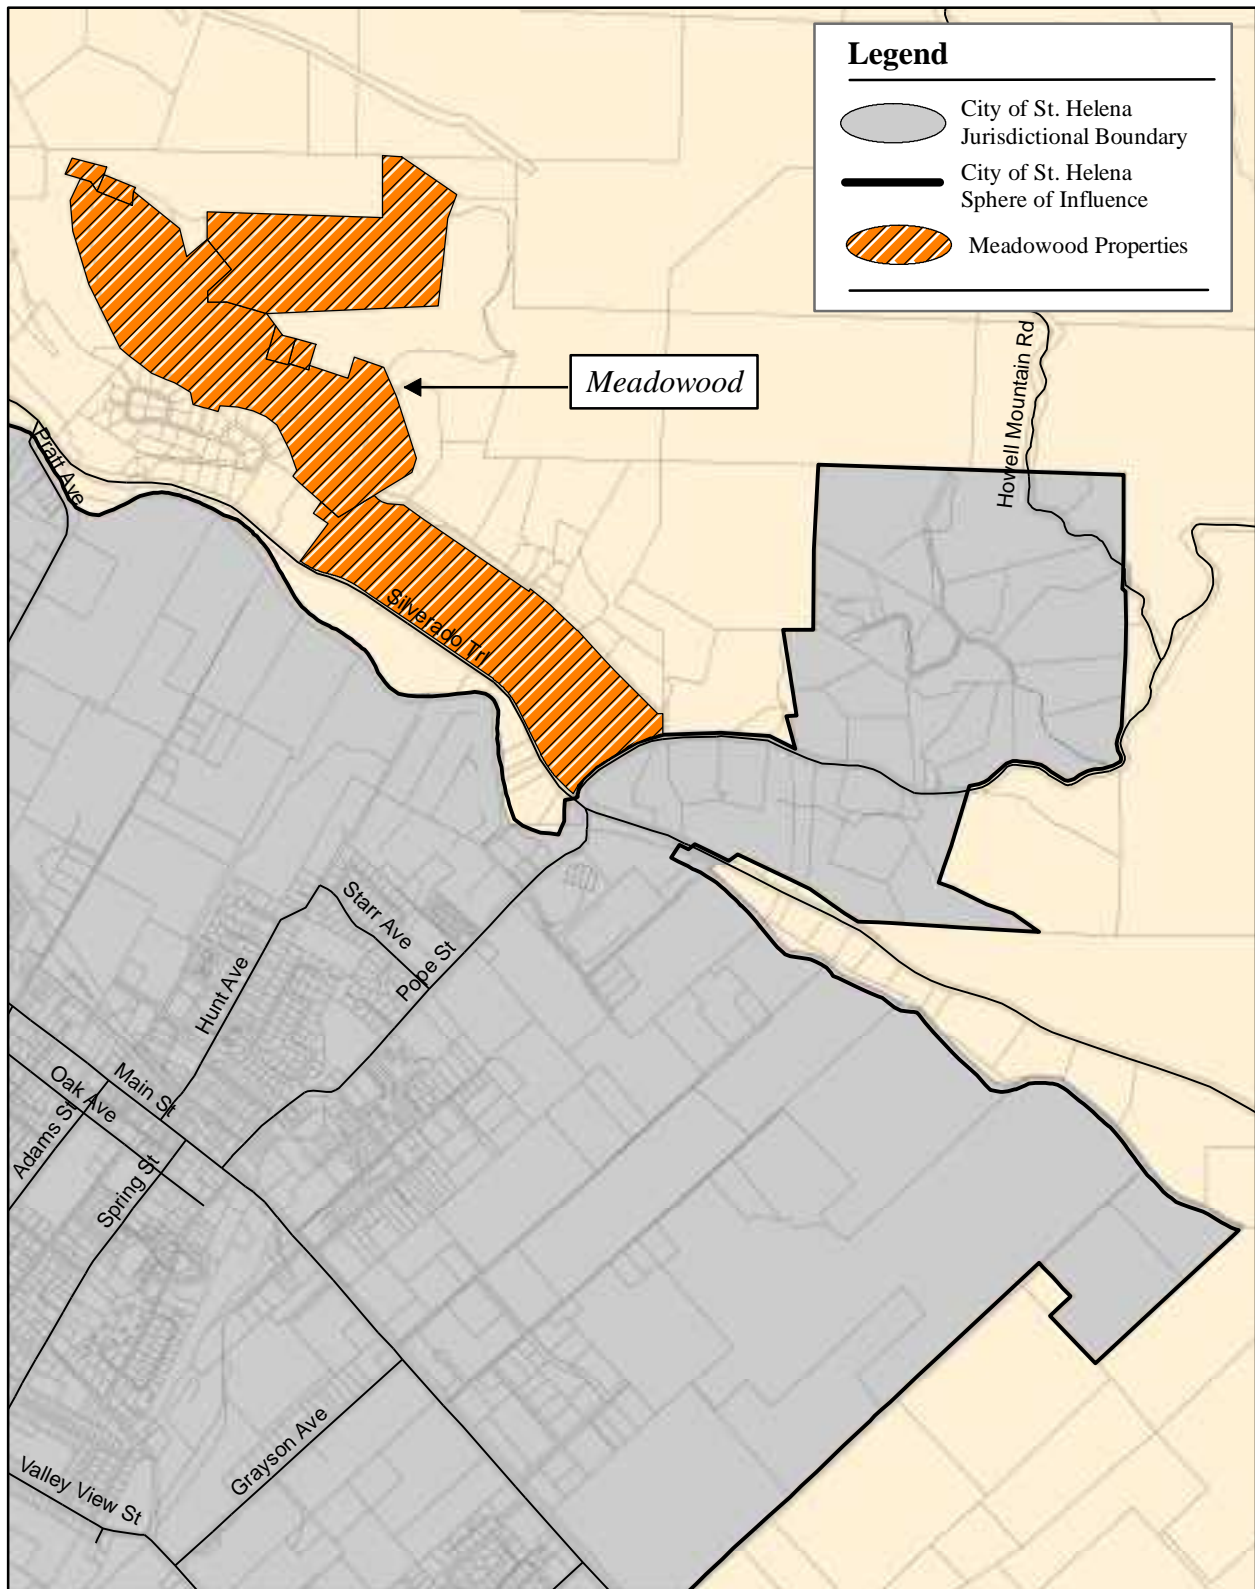 Legend
City of St. Helena
Jurisdictional Boundary
City of St. Helena
Sphere of Influence
Meadowood Properties
Meadowood
Howell Mountain Rd
Pratt Ave
Silverado Trl
Starr Ave
Hunt Ave
Pope St
Main St
Oak Ave
Adams St
Spring St
Grayson Ave
Valley View St